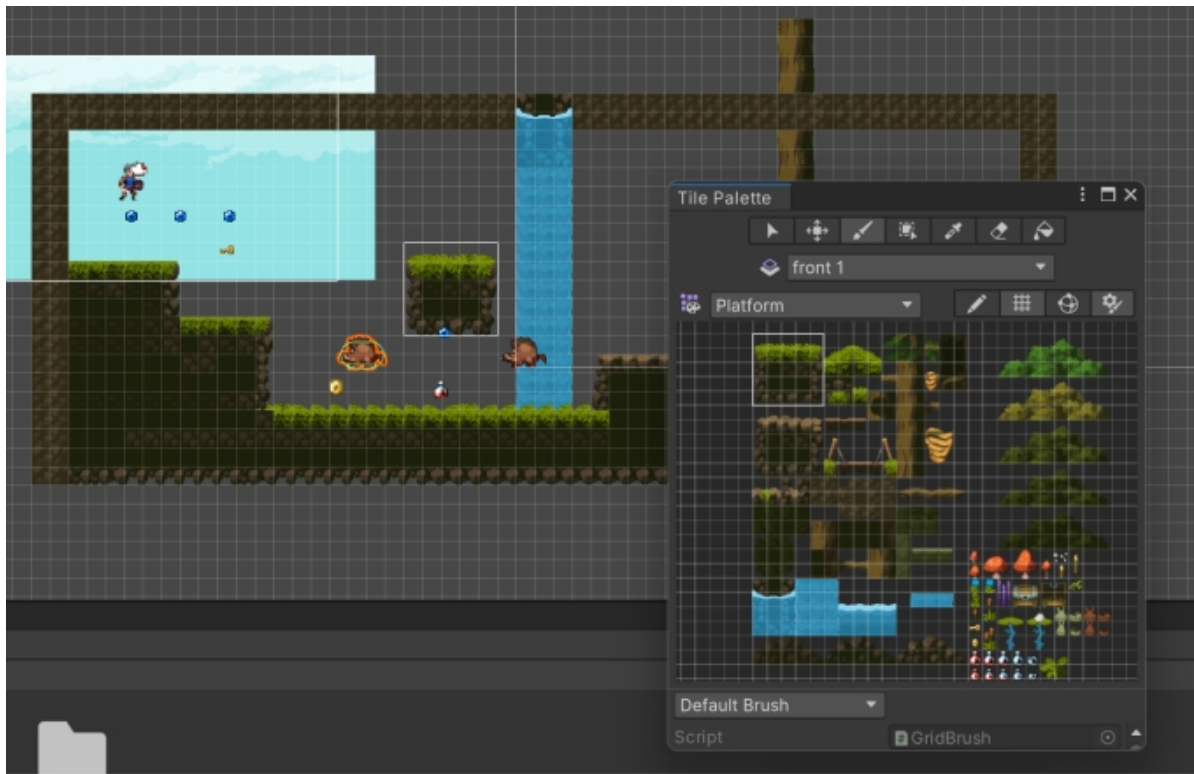 Tile Palette
front 1
Platform
Default Brush
Script
GridBrush